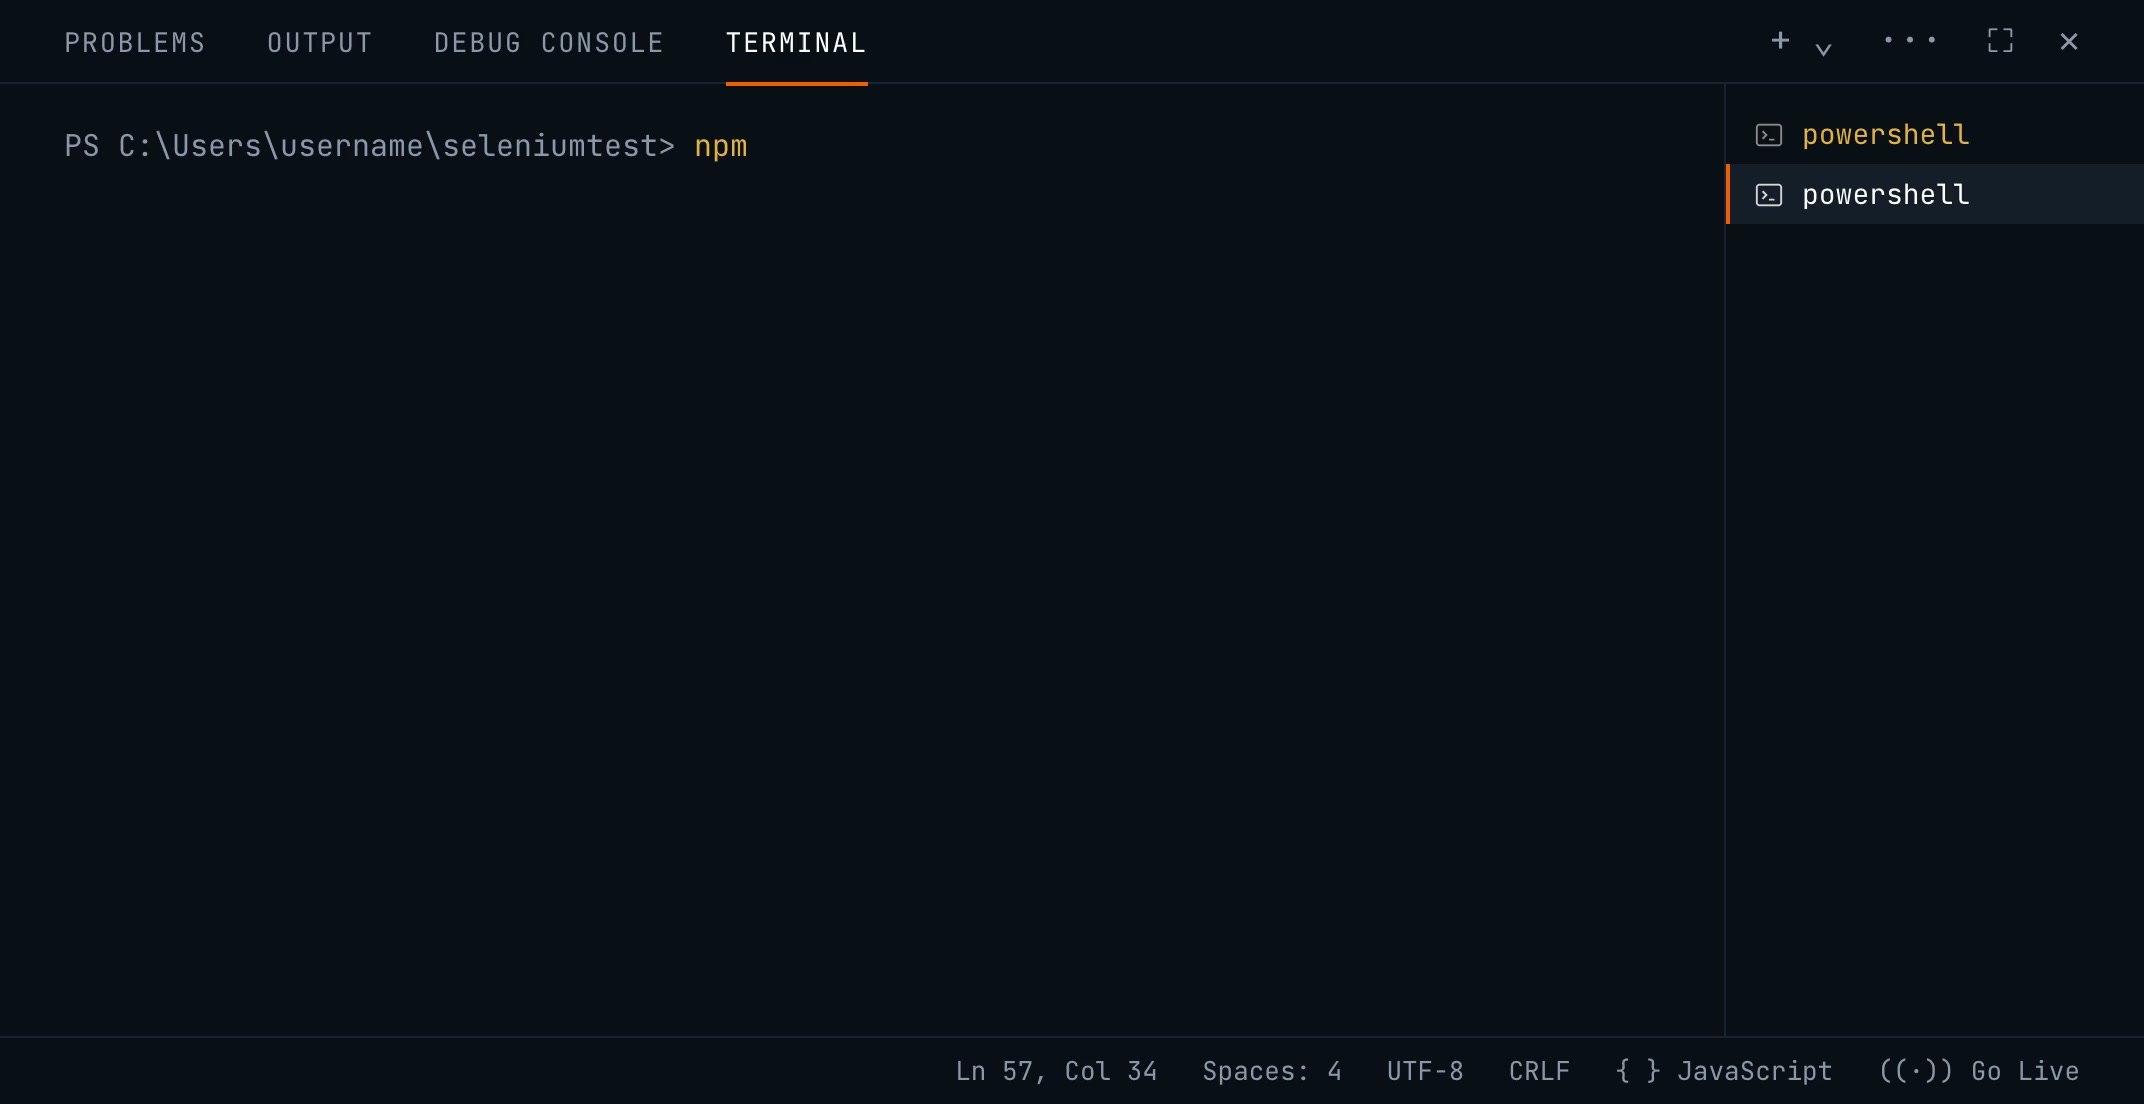 PROBLEMS OUTPUT DEBUG CONSOLE TERMINAL
PS C:\Users\username\seleniumtest> npm
powershell
powershell
Ln 57, Col 34 Spaces: 4 UTF-8 CRLF { } JavaScript ((·)) Go Live